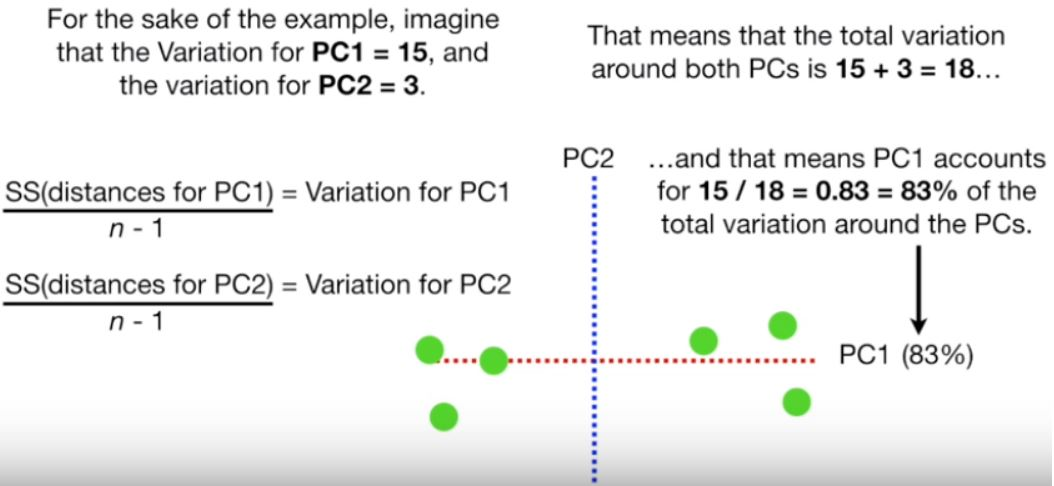 For the sake of the example, imagine
that the Variation for PC1 = 15, and
the variation for PC2 = 3.
That means that the total variation
around both PCs is 15 + 3 = 18…
SS(distances for PC1) = Variation for PC1
n - 1
SS(distances for PC2) = Variation for PC2
n - 1
PC2
…and that means PC1 accounts
for 15 / 18 = 0.83 = 83% of the
total variation around the PCs.
PC1 (83%)